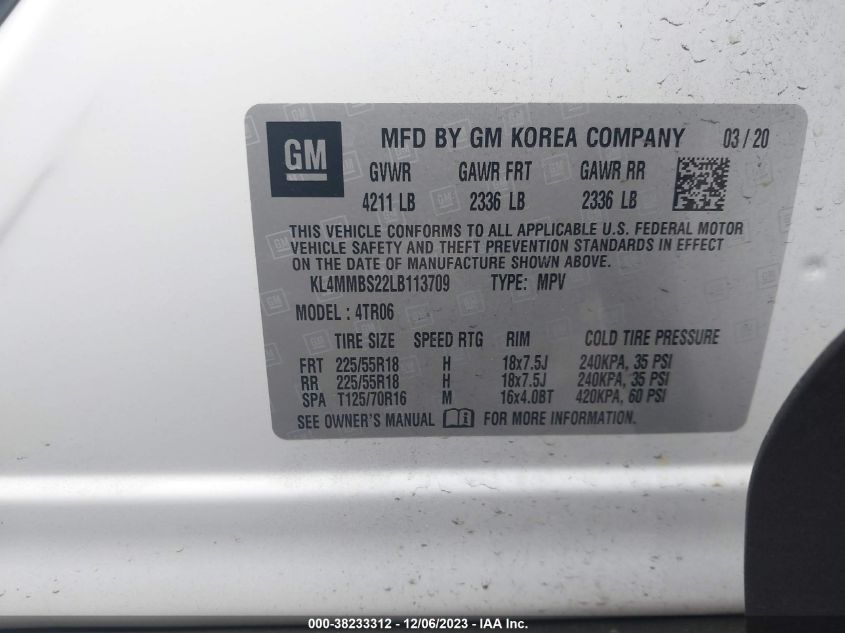 GM
MFD BY GM KOREA COMPANY 03 / 20
GVWR GAWR FRT GAWR RR
4211 LB 2336 LB 2336 LB
THIS VEHICLE CONFORMS TO ALL APPLICABLE U.S. FEDERAL MOTOR
VEHICLE SAFETY AND THEFT PREVENTION STANDARDS IN EFFECT
ON THE DATE OF MANUFACTURE SHOWN ABOVE.
KL4MMBS22LB113709 TYPE: MPV
MODEL : 4TR06
TIRE SIZE SPEED RTG RIM COLD TIRE PRESSURE
FRT 225/55R18 H 18x7.5J 240KPA, 35 PSI
RR 225/55R18 H 18x7.5J 240KPA, 35 PSI
SPA T125/70R16 M 16x4.0BT 420KPA, 60 PSI
SEE OWNER'S MANUAL FOR MORE INFORMATION.
000-38233312 - 12/06/2023 - IAA Inc.